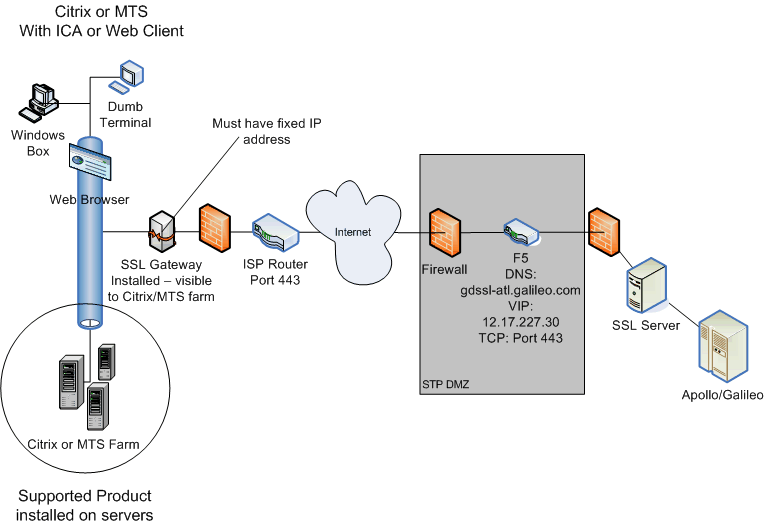 Citrix or MTS
With ICA or Web Client
Dumb
Terminal
Windows
Box
Must have fixed IP
address
Web Browser
SSL Gateway
Installed – visible
to Citrix/MTS farm
ISP Router
Port 443
Internet
Firewall
F5
DNS:
gdssl-atl.galileo.com
VIP:
12.17.227.30
TCP: Port 443
STP DMZ
SSL Server
Apollo/Galileo
Citrix or MTS Farm
Supported Product
installed on servers